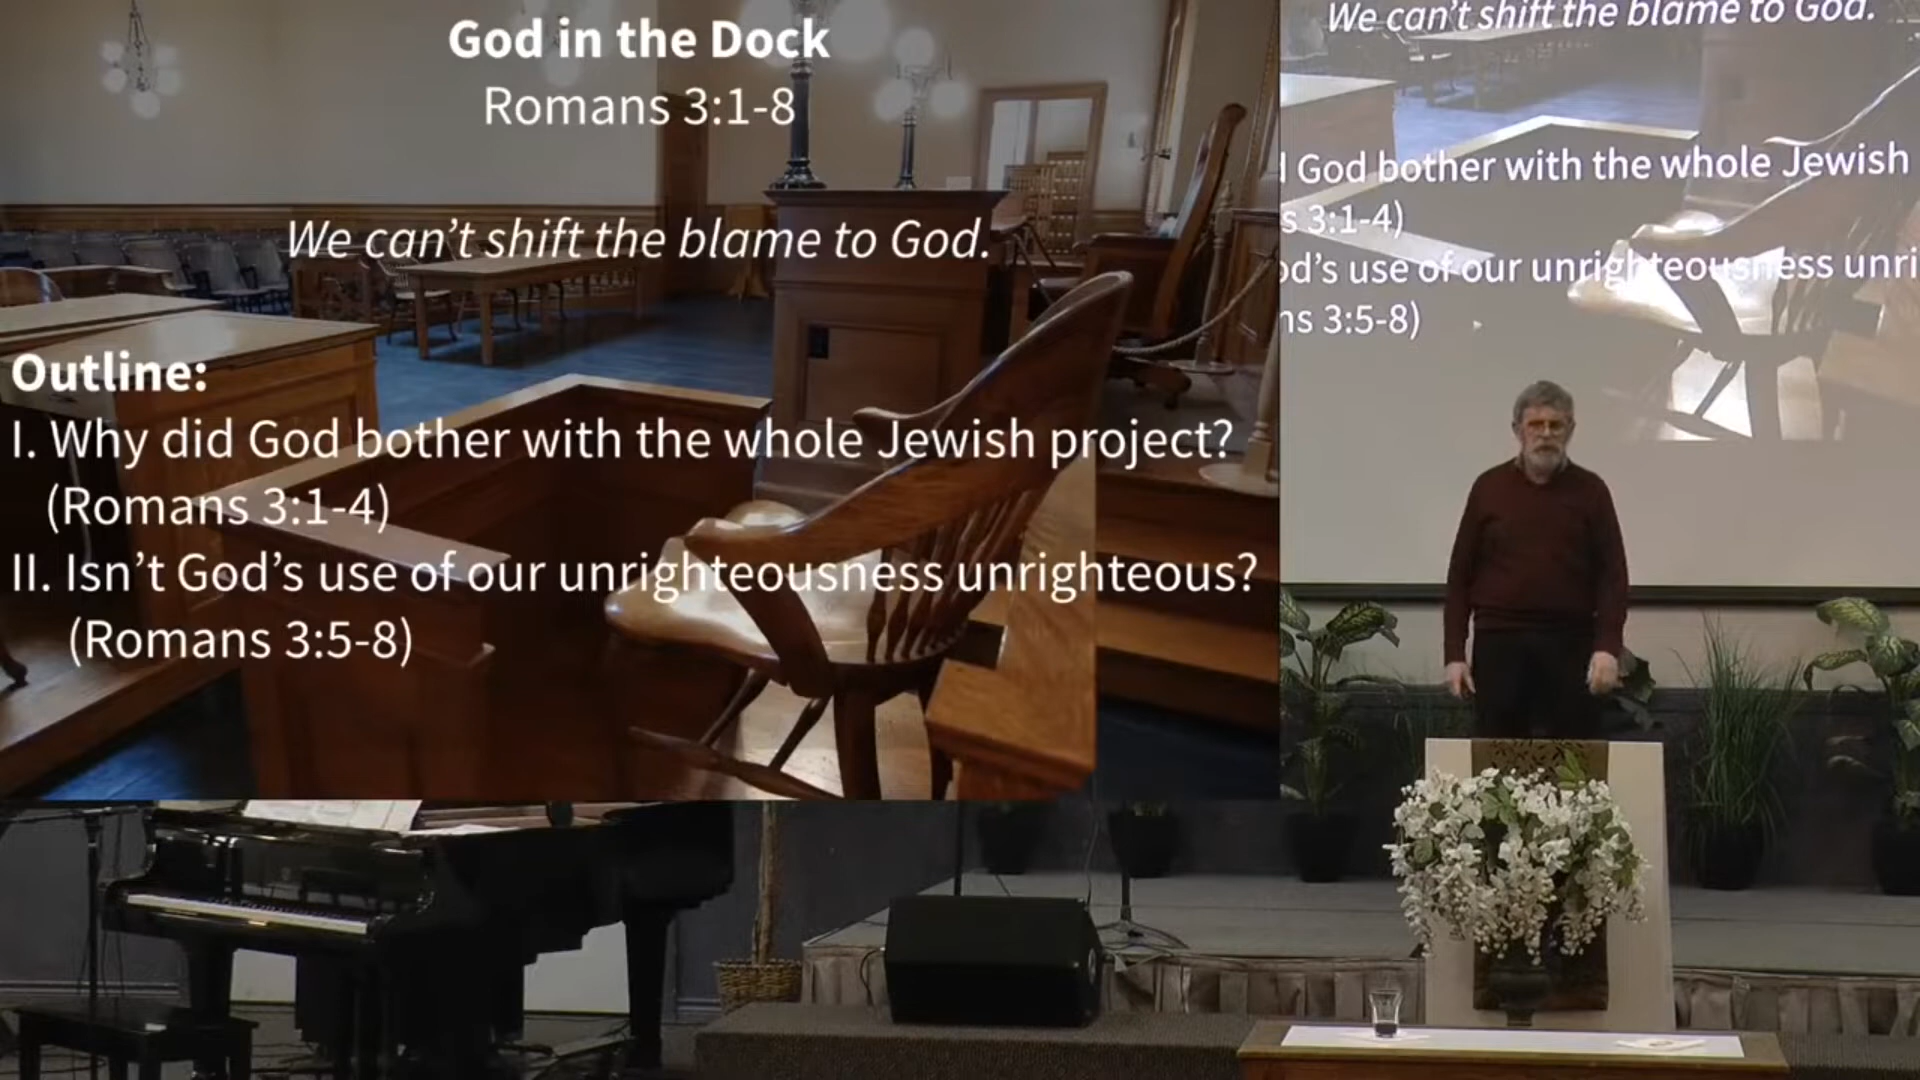 God in the Dock
Romans 3:1-8
We can't shift the blame to God.
Outline:
I. Why did God bother with the whole Jewish project?
(Romans 3:1-4)
II. Isn't God's use of our unrighteousness unrighteous?
(Romans 3:5-8)
We can't shift the blame to God.
God bother with the whole Jewish
s 3:1-4)
od's use of our unrighteousness unri
ns 3:5-8)